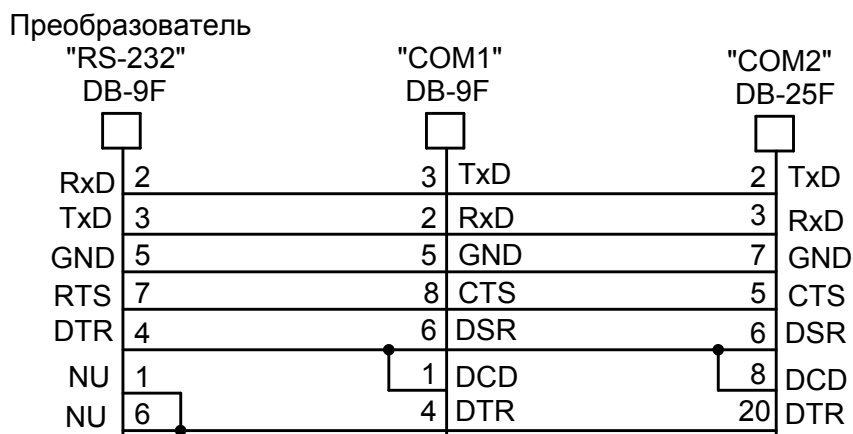 Преобразователь
"RS-232" "COM1" "COM2"
DB-9F DB-9F DB-25F
RxD 2 3 TxD 2 TxD
TxD 3 2 RxD 3 RxD
GND 5 5 GND 7 GND
RTS 7 8 CTS 5 CTS
DTR 4 6 DSR 6 DSR
NU 1 1 DCD 8 DCD
NU 6 4 DTR 20 DTR